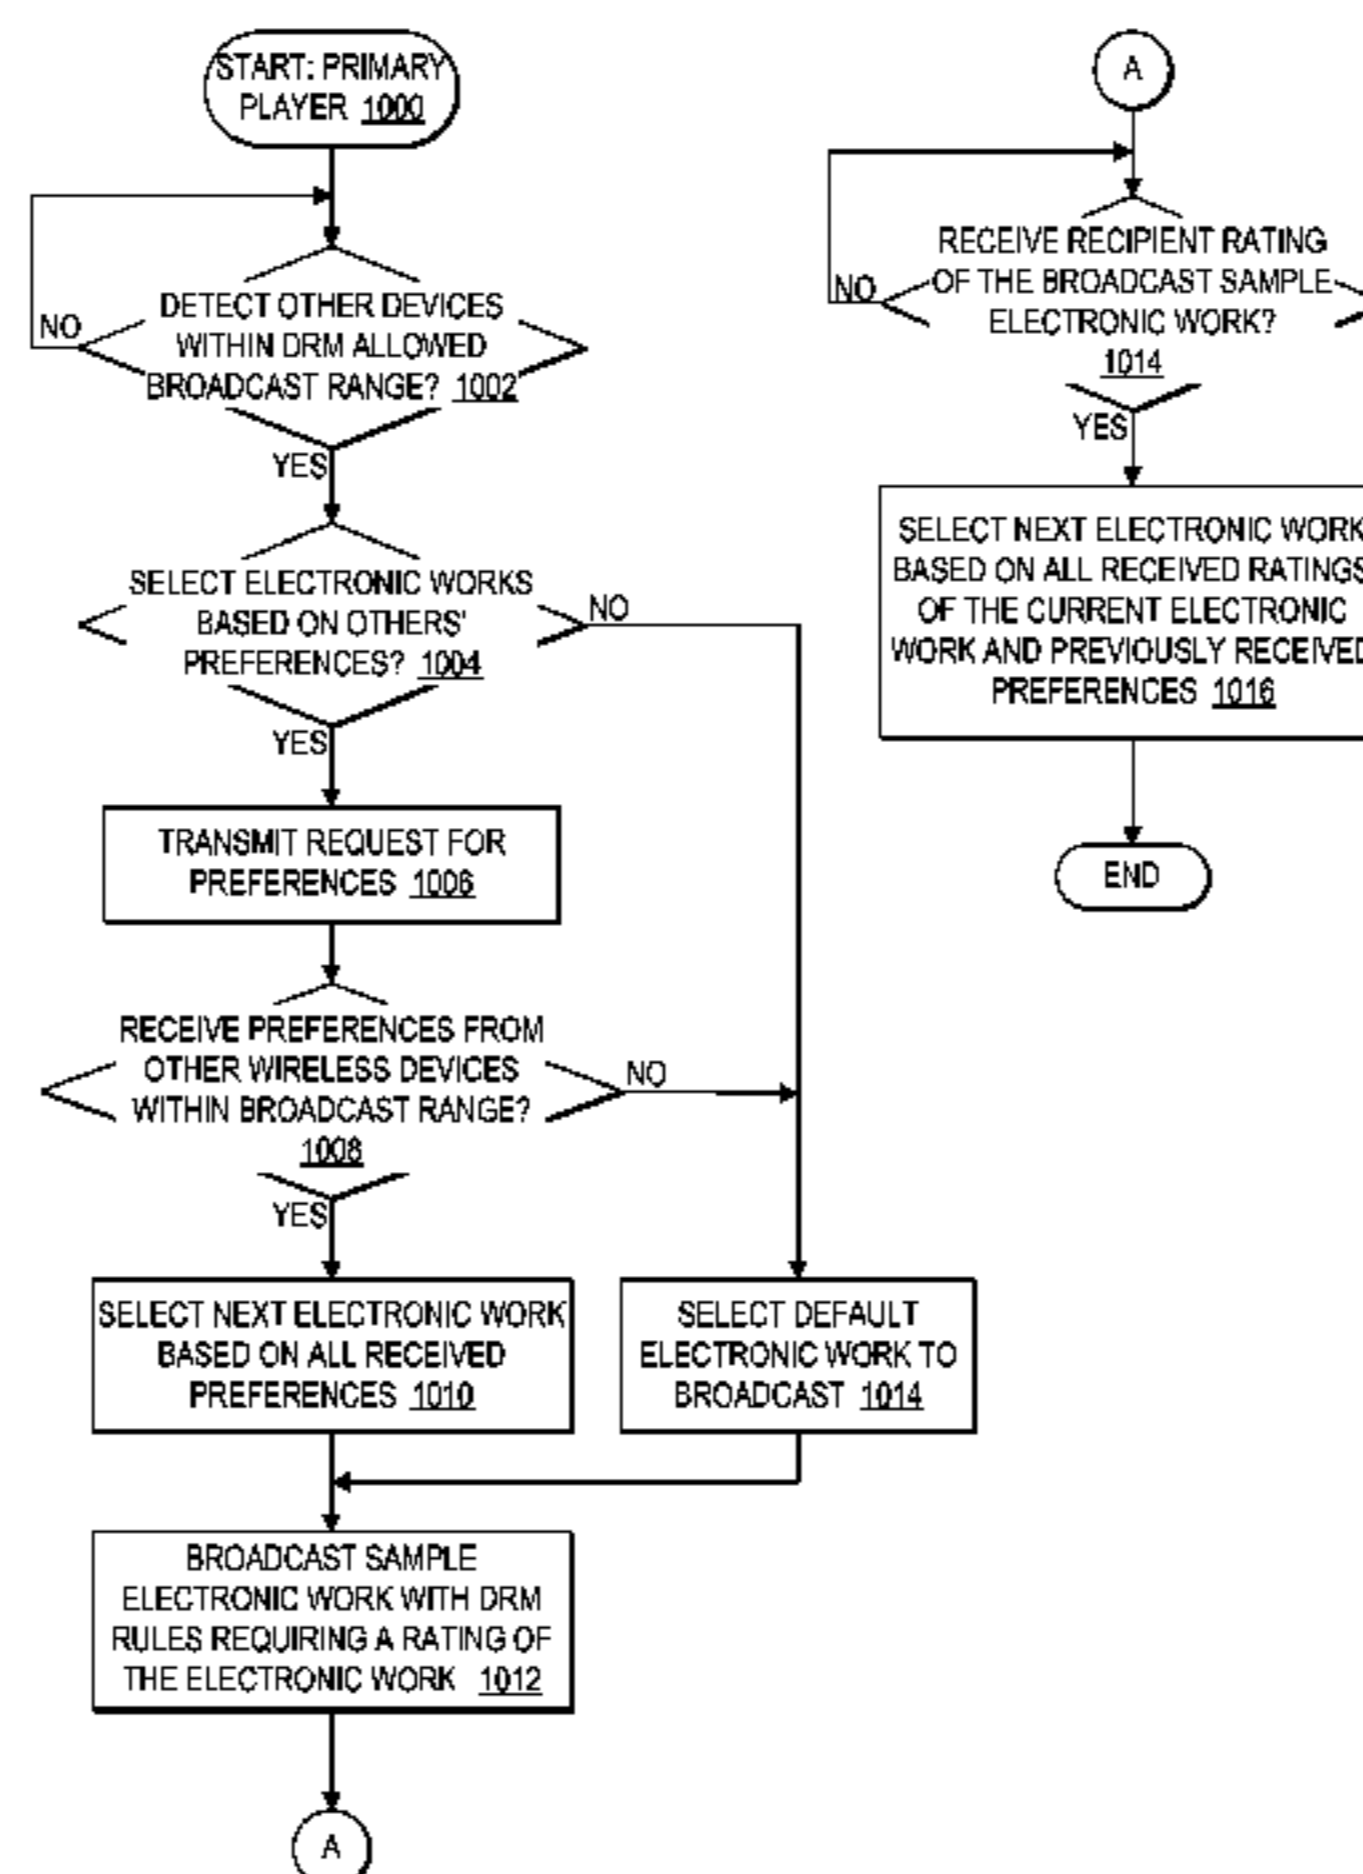 START: PRIMARY
PLAYER 1000
NO
DETECT OTHER DEVICES
WITHIN DRM ALLOWED
BROADCAST RANGE? 1002
YES
SELECT ELECTRONIC WORKS
BASED ON OTHERS'
PREFERENCES? 1004
NO
YES
TRANSMIT REQUEST FOR
PREFERENCES 1006
RECEIVE PREFERENCES FROM
OTHER WIRELESS DEVICES
WITHIN BROADCAST RANGE?
1008
NO
YES
SELECT NEXT ELECTRONIC WORK
BASED ON ALL RECEIVED
PREFERENCES 1010
SELECT DEFAULT
ELECTRONIC WORK TO
BROADCAST 1014
BROADCAST SAMPLE
ELECTRONIC WORK WITH DRM
RULES REQUIRING A RATING OF
THE ELECTRONIC WORK 1012
A
A
RECEIVE RECIPIENT RATING
OF THE BROADCAST SAMPLE
ELECTRONIC WORK?
1014
NO
YES
SELECT NEXT ELECTRONIC WORK
BASED ON ALL RECEIVED RATINGS
OF THE CURRENT ELECTRONIC
WORK AND PREVIOUSLY RECEIVED
PREFERENCES 1016
END